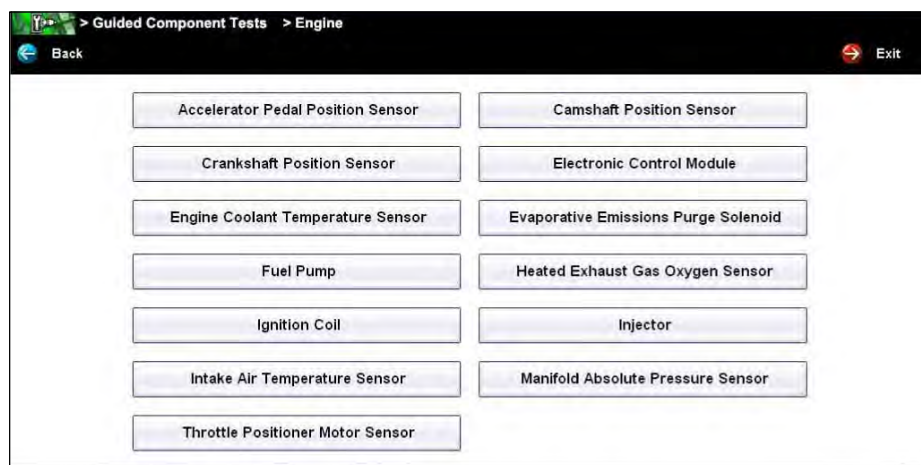 > Guided Component Tests > Engine
Back Exit
Accelerator Pedal Position Sensor Camshaft Position Sensor
Crankshaft Position Sensor Electronic Control Module
Engine Coolant Temperature Sensor Evaporative Emissions Purge Solenoid
Fuel Pump Heated Exhaust Gas Oxygen Sensor
Ignition Coil Injector
Intake Air Temperature Sensor Manifold Absolute Pressure Sensor
Throttle Positioner Motor Sensor